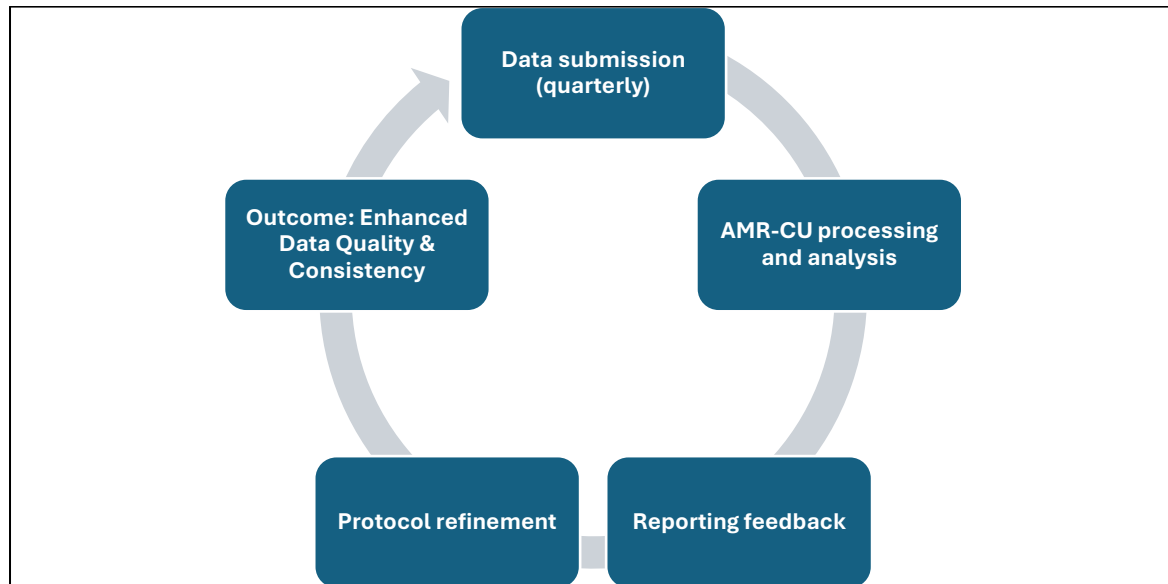 Data submission
(quarterly)
AMR-CU processing
and analysis
Reporting feedback
Protocol refinement
Outcome: Enhanced
Data Quality &
Consistency